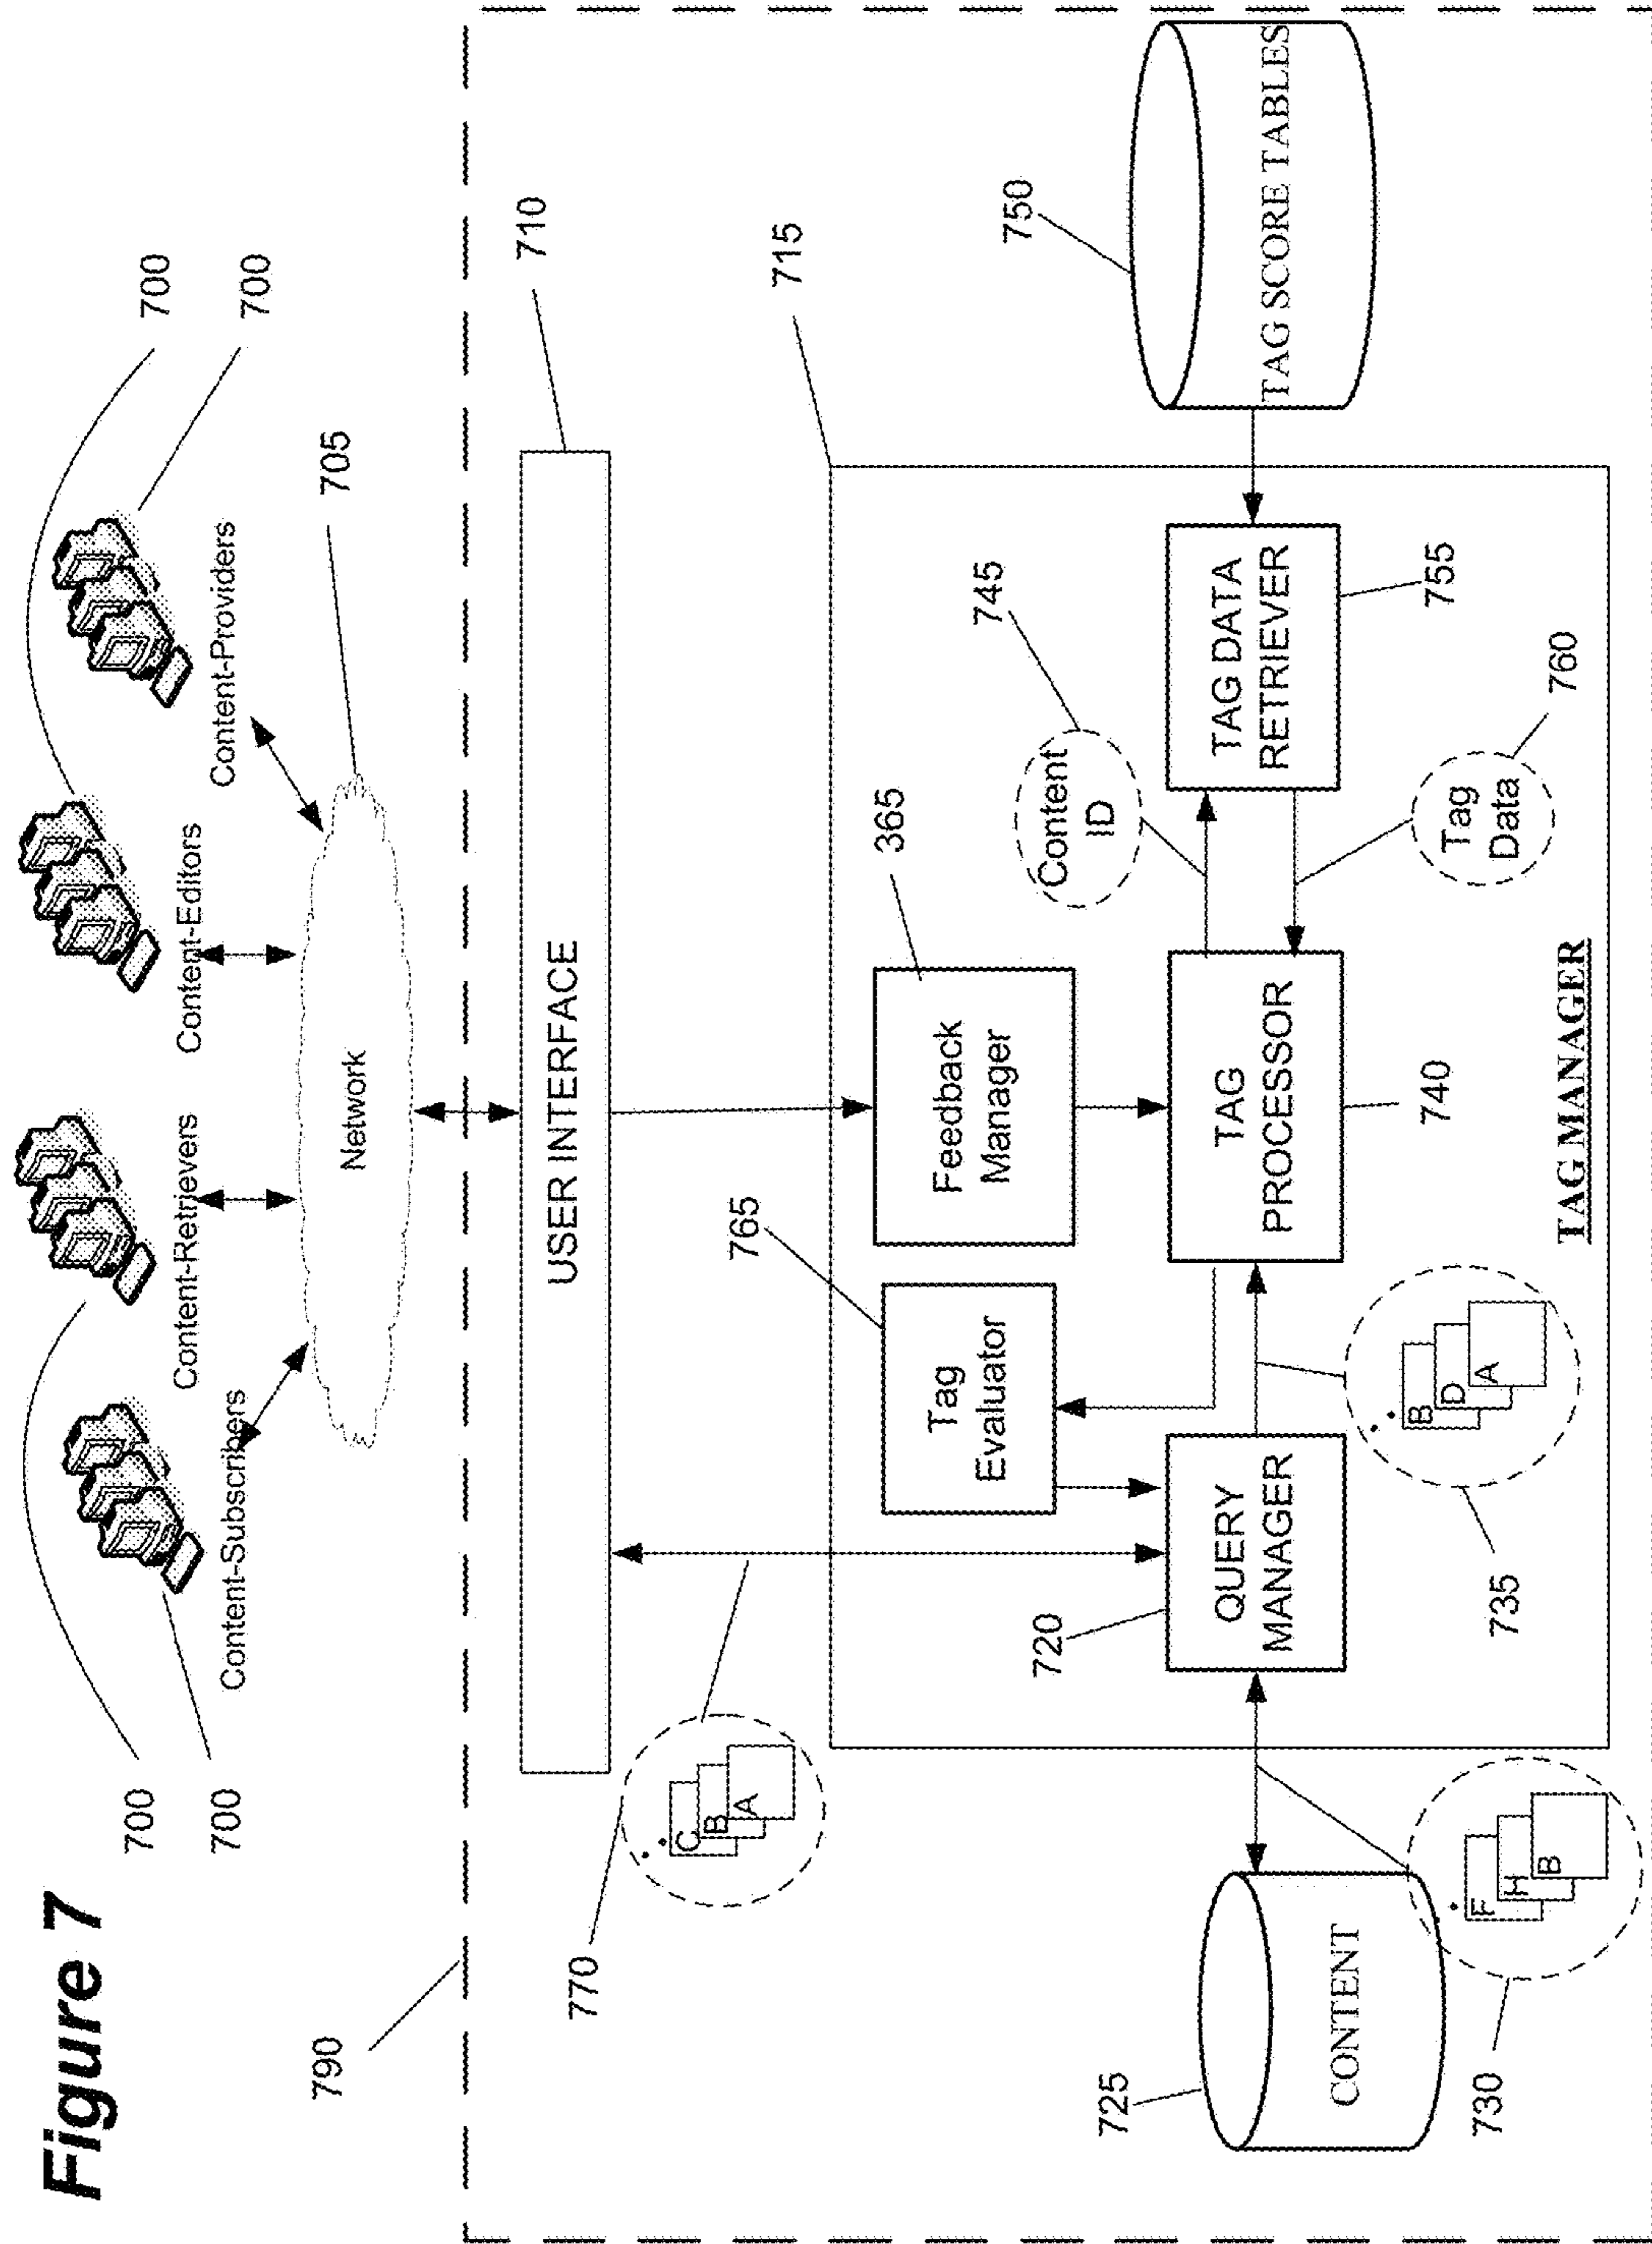 Figure 7
700
700
700
700
Content-Subscribers
Content-Retrievers
Content-Editors
Content-Providers
705
Network
790
710
USER INTERFACE
770
C
B
A
715
765
Tag
Evaluator
365
Feedback
Manager
745
Content
ID
750
TAG SCORE TABLES
725
CONTENT
720
QUERY
MANAGER
TAG
PROCESSOR
TAG DATA
RETRIEVER
755
730
F
H
B
735
B
D
A
740
Tag
Data
760
TAG MANAGER